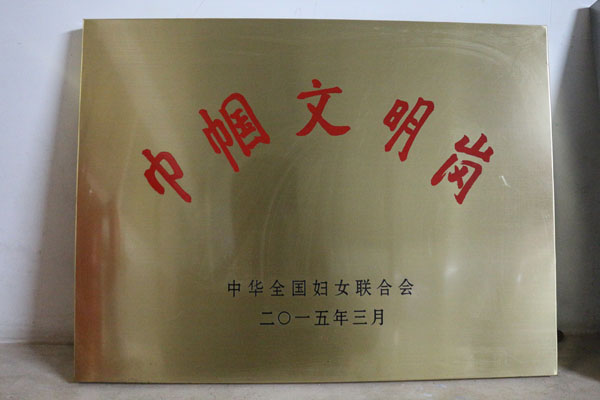 巾帼文明岗
中华全国妇女联合会
二〇一五年三月